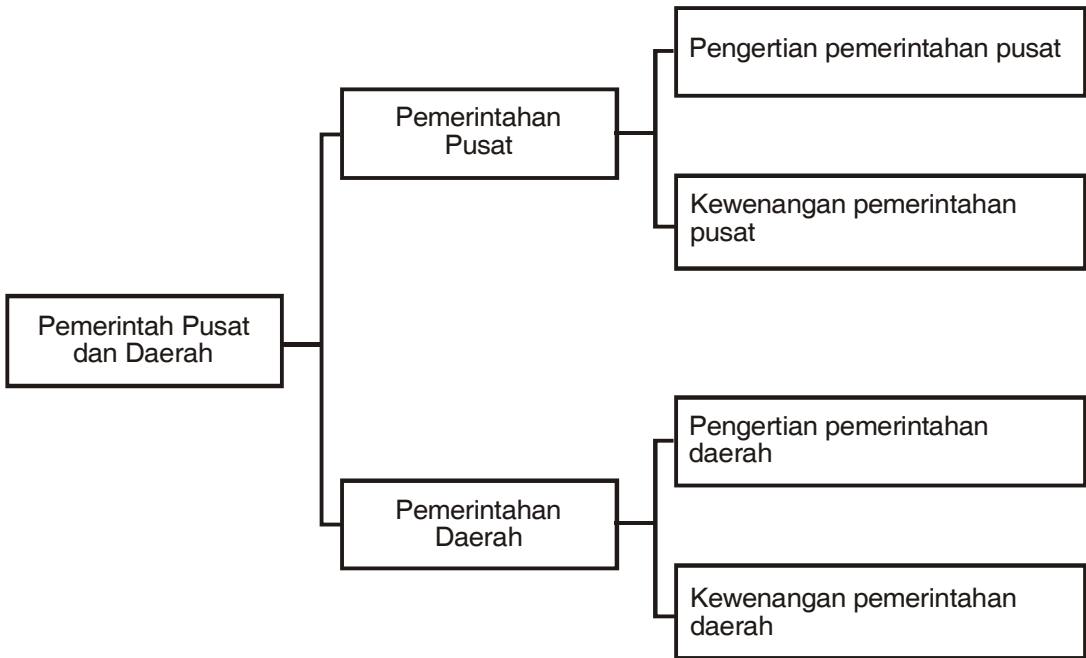 Pengertian pemerintahan pusat
Pemerintahan
Pusat
Kewenangan pemerintahan
pusat
Pemerintah Pusat
dan Daerah
Pengertian pemerintahan
daerah
Pemerintahan
Daerah
Kewenangan pemerintahan
daerah